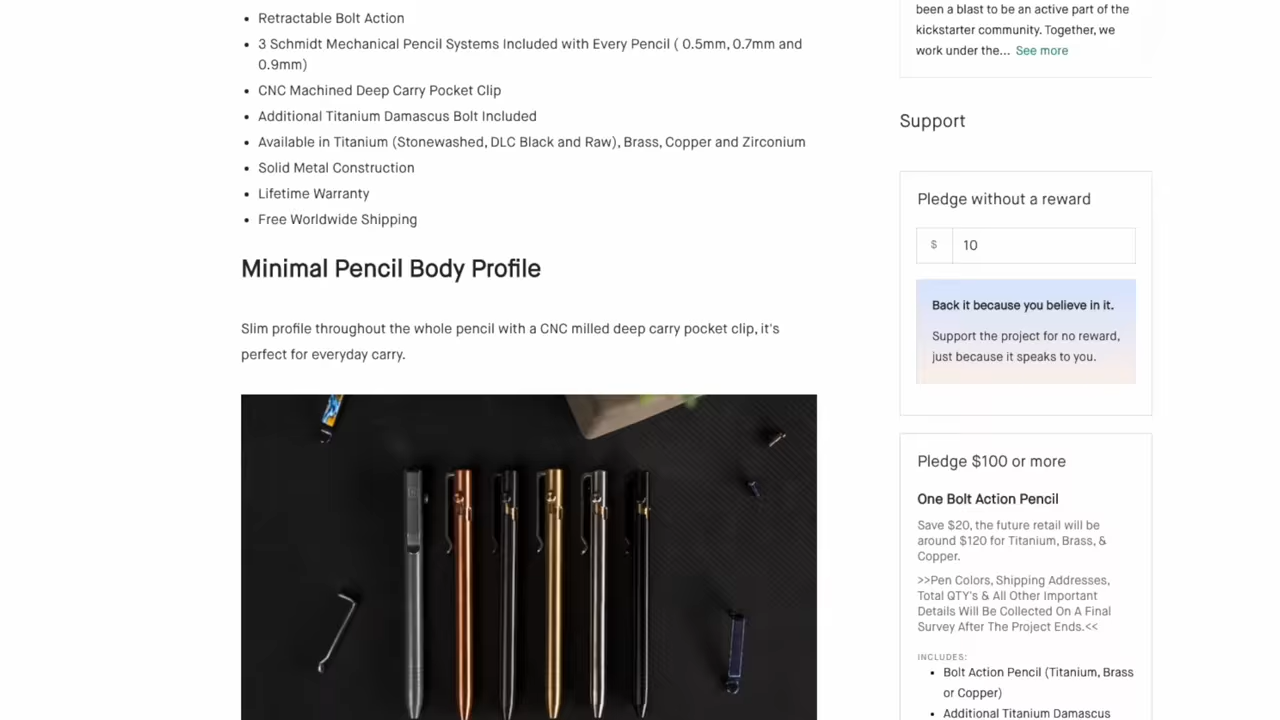 Retractable Bolt Action
3 Schmidt Mechanical Pencil Systems Included with Every Pencil ( 0.5mm, 0.7mm and
0.9mm)
CNC Machined Deep Carry Pocket Clip
Additional Titanium Damascus Bolt Included
Available in Titanium (Stonewashed, DLC Black and Raw), Brass, Copper and Zirconium
Solid Metal Construction
Lifetime Warranty
Free Worldwide Shipping
Minimal Pencil Body Profile
Slim profile throughout the whole pencil with a CNC milled deep carry pocket clip, it's
perfect for everyday carry.
been a blast to be an active part of the
kickstarter community. Together, we
work under the... See more
Support
Pledge without a reward
$ 10
Back it because you believe in it.
Support the project for no reward,
just because it speaks to you.
Pledge $100 or more
One Bolt Action Pencil
Save $20, the future retail will be
around $120 for Titanium, Brass, &
Copper.
>>Pen Colors, Shipping Addresses,
Total QTY's & All Other Important
Details Will Be Collected On A Final
Survey After The Project Ends.<<
INCLUDES:
Bolt Action Pencil (Titanium, Brass
or Copper)
Additional Titanium Damascus